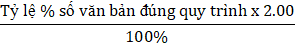 Tỷ lệ % số văn bản đúng quy trình x 2.00
100%